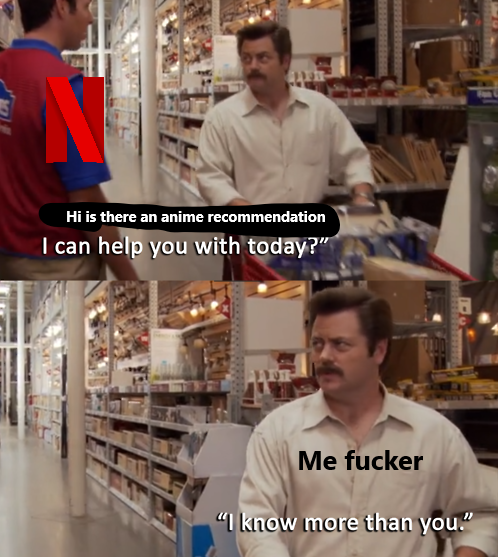 N
Hi is there an anime recommendation
I can help you with today?"
Me fucker
"I know more than you."